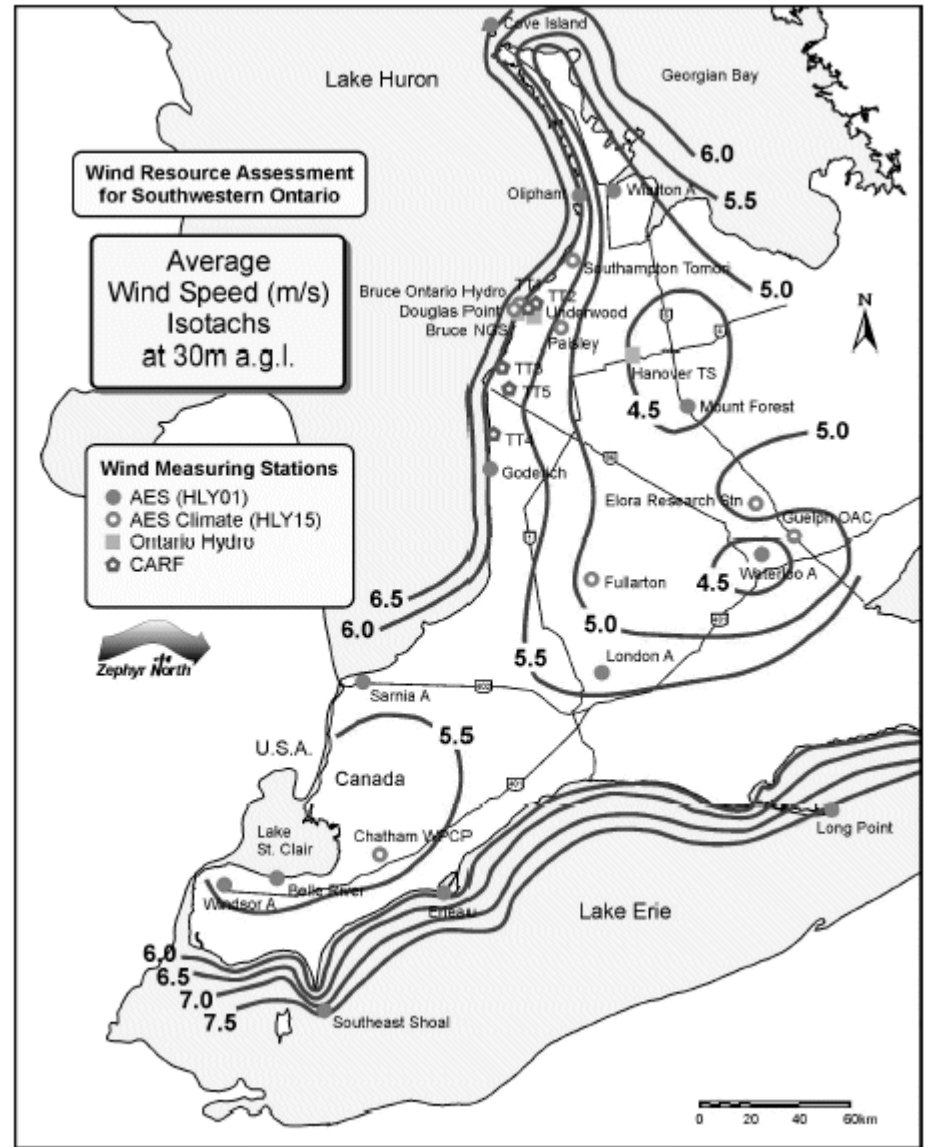 Cove Island
Lake Huron
Georgian Bay
Wind Resource Assessment
for Southwestern Ontario
6.0
Oliphant
Wiarton A
5.5
Average
Wind Speed (m/s)
Isotachs
at 30m a.g.l.
Southampton Tomori
5.0
Bruce Ontario Hydro
TT1
TT2
Douglas Point
Underwood
Bruce NGS
Paisley
N
Hanover TS
TT3
TT5
4.5
Mount Forest
TT4
5.0
Wind Measuring Stations
AES (HLY01)
AES Climate (HLY15)
Ontario Hydro
CARF
Goderich
Elora Research Stn
Guelph OAC
Waterloo A
4.5
Fullarton
6.5
6.0
5.0
5.5
London A
Zephyr North
Sarnia A
402
401
U.S.A.
5.5
Canada
401
Lake
St. Clair
Chatham WPCP
Long Point
Belle River
Windsor A
Erieau
Lake Erie
6.0
6.5
7.0
7.5
Southeast Shoal
0 20 40 60km